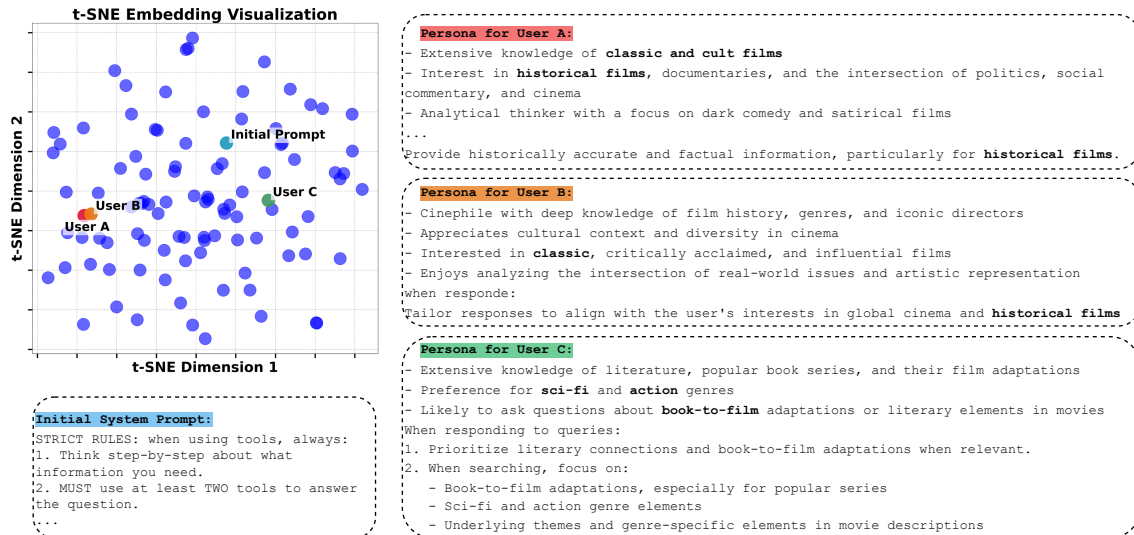 t-SNE Embedding Visualization
t-SNE Dimension 2
Initial Prompt
User C
User B
User A
t-SNE Dimension 1
Initial System Prompt:
STRICT RULES: when using tools, always:
1. Think step-by-step about what
information you need.
2. MUST use at least TWO tools to answer
the question.
...
Persona for User A:
- Extensive knowledge of classic and cult films
- Interest in historical films, documentaries, and the intersection of politics, social
commentary, and cinema
- Analytical thinker with a focus on dark comedy and satirical films
...
Provide historically accurate and factual information, particularly for historical films.
Persona for User B:
- Cinephile with deep knowledge of film history, genres, and iconic directors
- Appreciates cultural context and diversity in cinema
- Interested in classic, critically acclaimed, and influential films
- Enjoys analyzing the intersection of real-world issues and artistic representation
when responde:
Tailor responses to align with the user's interests in global cinema and historical films
Persona for User C:
- Extensive knowledge of literature, popular book series, and their film adaptations
- Preference for sci-fi and action genres
- Likely to ask questions about book-to-film adaptations or literary elements in movies
When responding to queries:
1. Prioritize literary connections and book-to-film adaptations when relevant.
2. When searching, focus on:
- Book-to-film adaptations, especially for popular series
- Sci-fi and action genre elements
- Underlying themes and genre-specific elements in movie descriptions